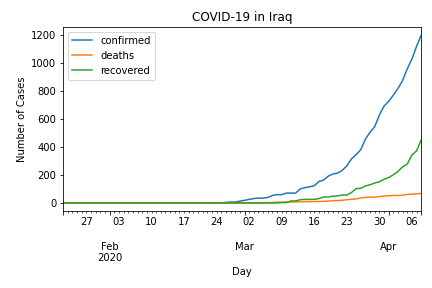 COVID-19 in Iraq
confirmed
deaths
recovered
Number of Cases
1200
1000
800
600
400
200
0
27 03 10 17 24 02 09 16 23 30 06
Feb Mar Apr
2020
Day